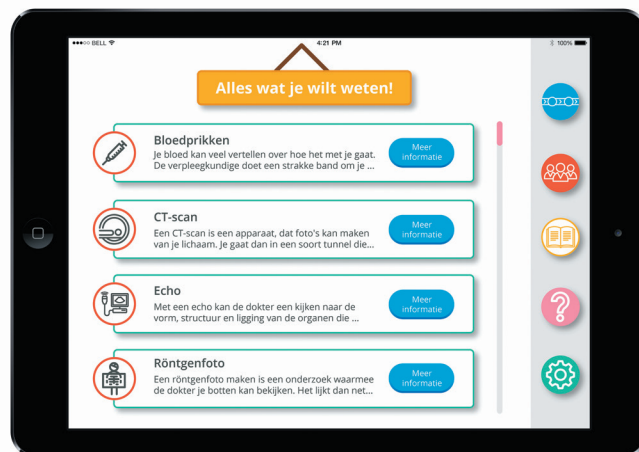 BELL
4:21 PM
100%
Alles wat je wilt weten!
Bloedprikken
Je bloed kan veel vertellen over hoe het met je gaat.
De verpleegkundige doet een strakke band om je ...
Meer
informatie
CT-scan
Een CT-scan is een apparaat, dat foto's kan maken
van je lichaam. Je gaat dan in een soort tunnel die...
Meer
informatie
Echo
Met een echo kan de dokter een kijken naar de
vorm, structuur en ligging van de organen die ...
Meer
informatie
Röntgenfoto
Een röntgenfoto maken is een onderzoek waarmee
de dokter je botten kan bekijken. Het lijkt dan net...
Meer
informatie
?